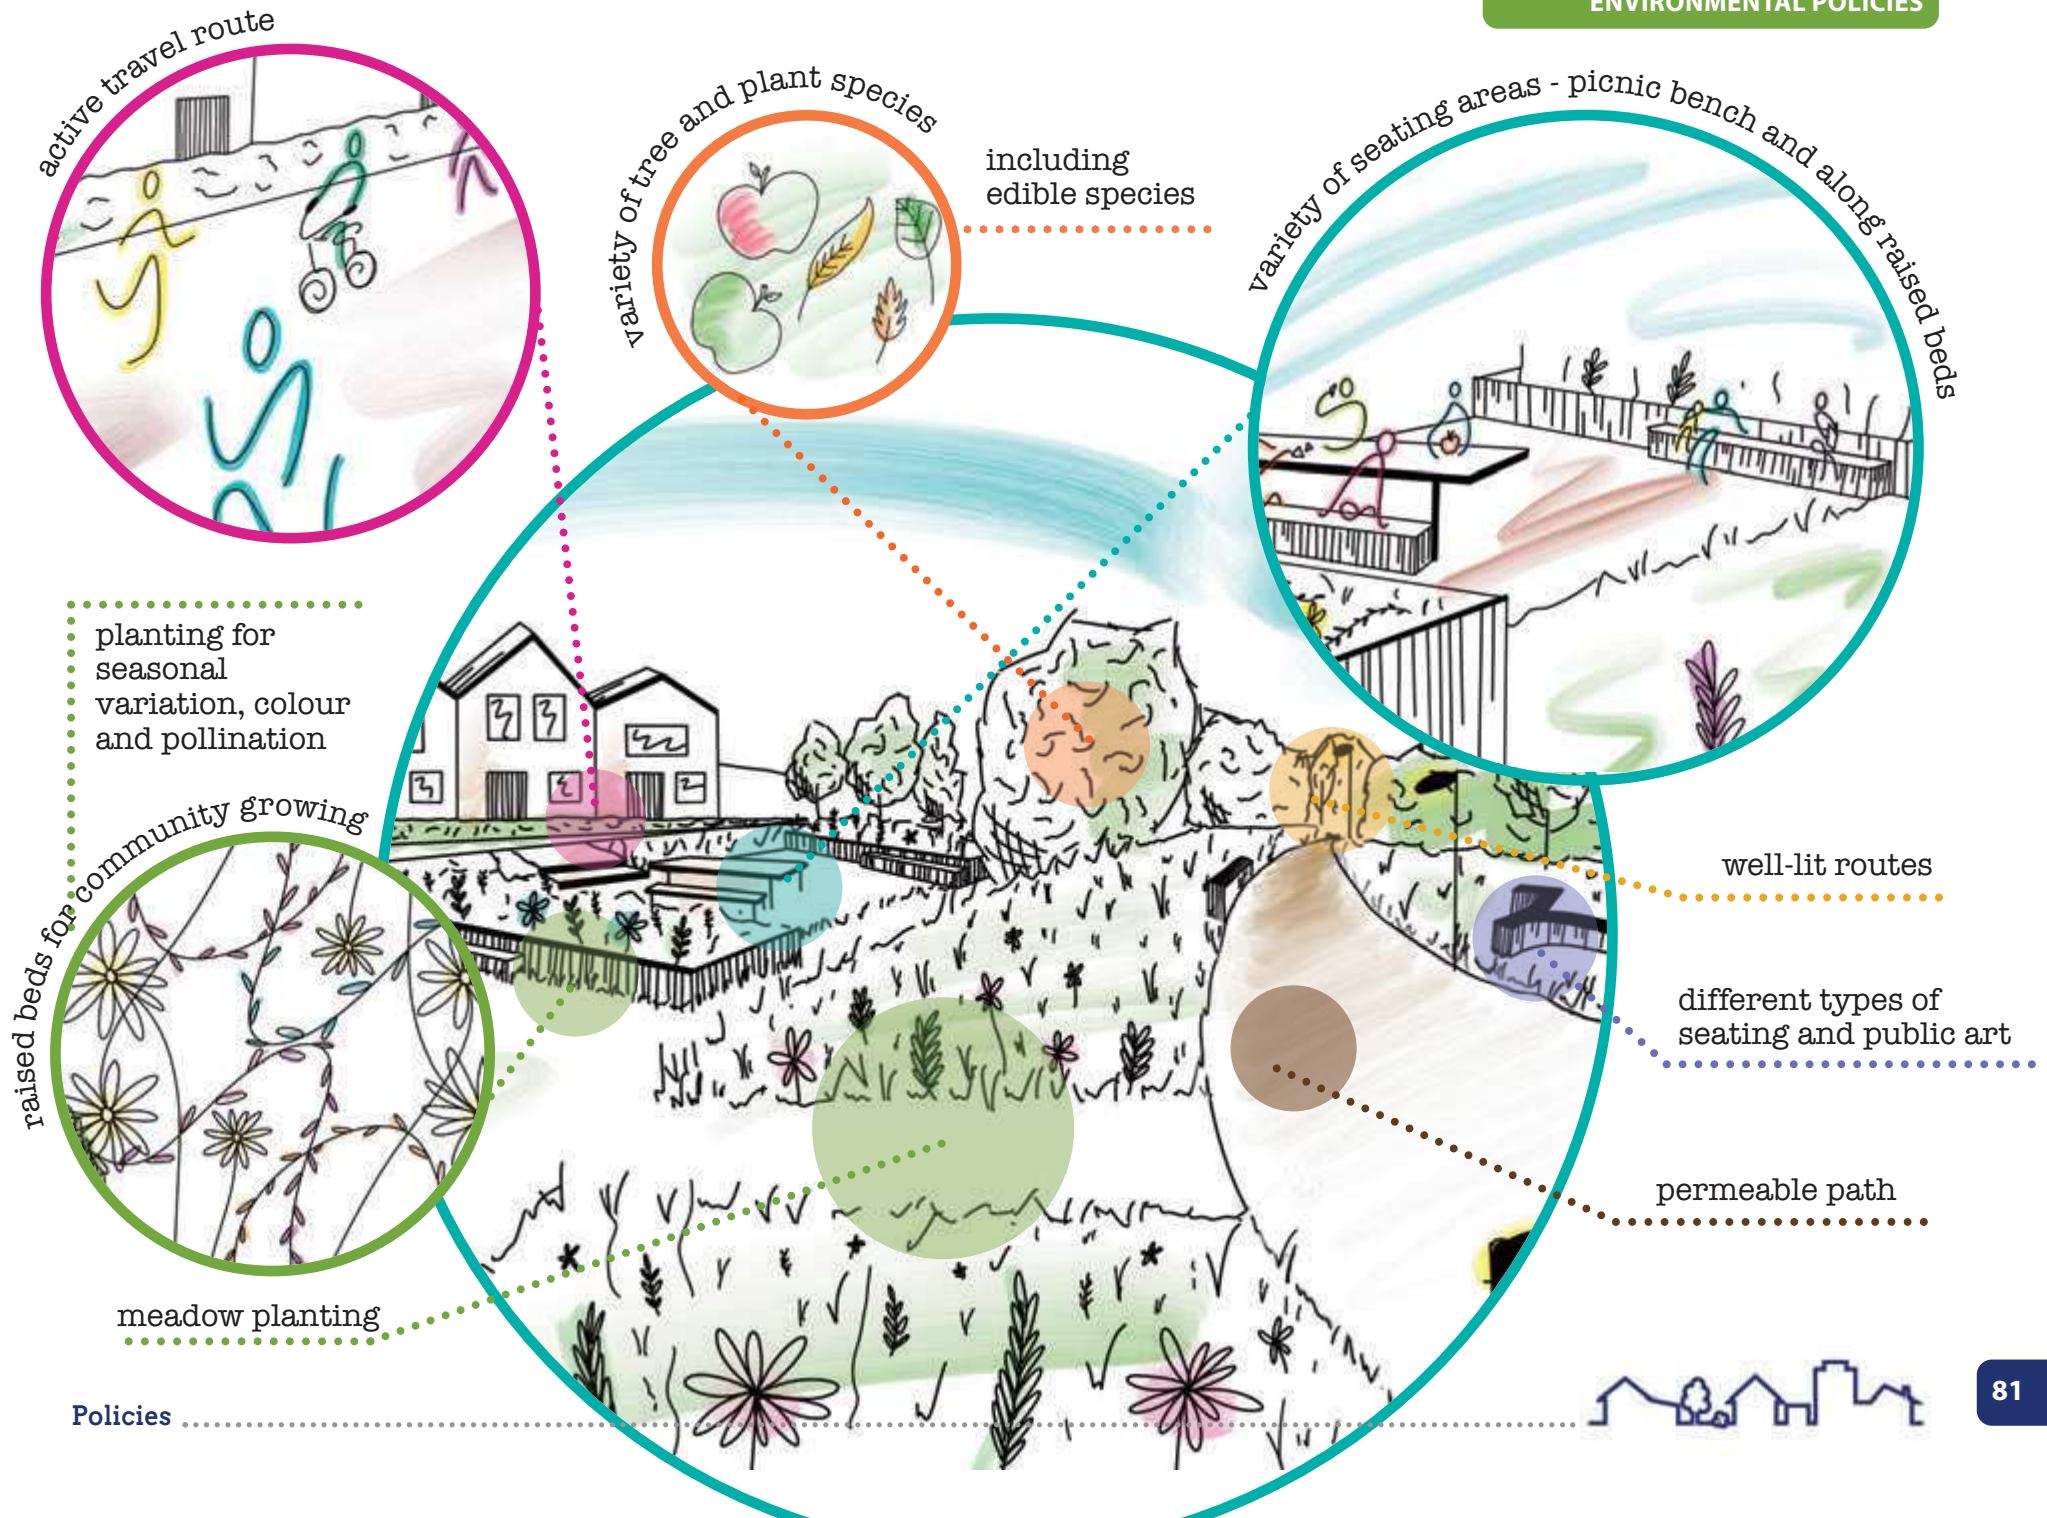 ENVIRONMENTAL POLICIES
active travel route
variety of tree and plant species
including
edible species
variety of seating areas - picnic bench and along raised beds
planting for
seasonal
variation, colour
and pollination
raised beds for community growing
well-lit routes
different types of
seating and public art
permeable path
meadow planting
Policies
81